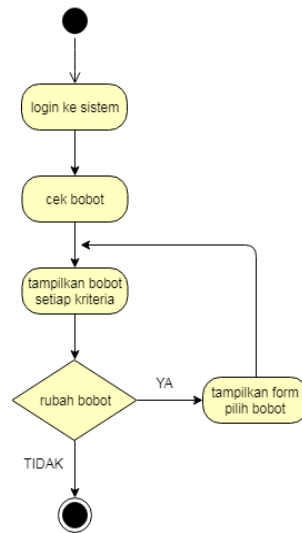 login ke sistem
cek bobot
tampilkan bobot
setiap kriteria
rubah bobot
YA
tampilkan form
pilih bobot
TIDAK